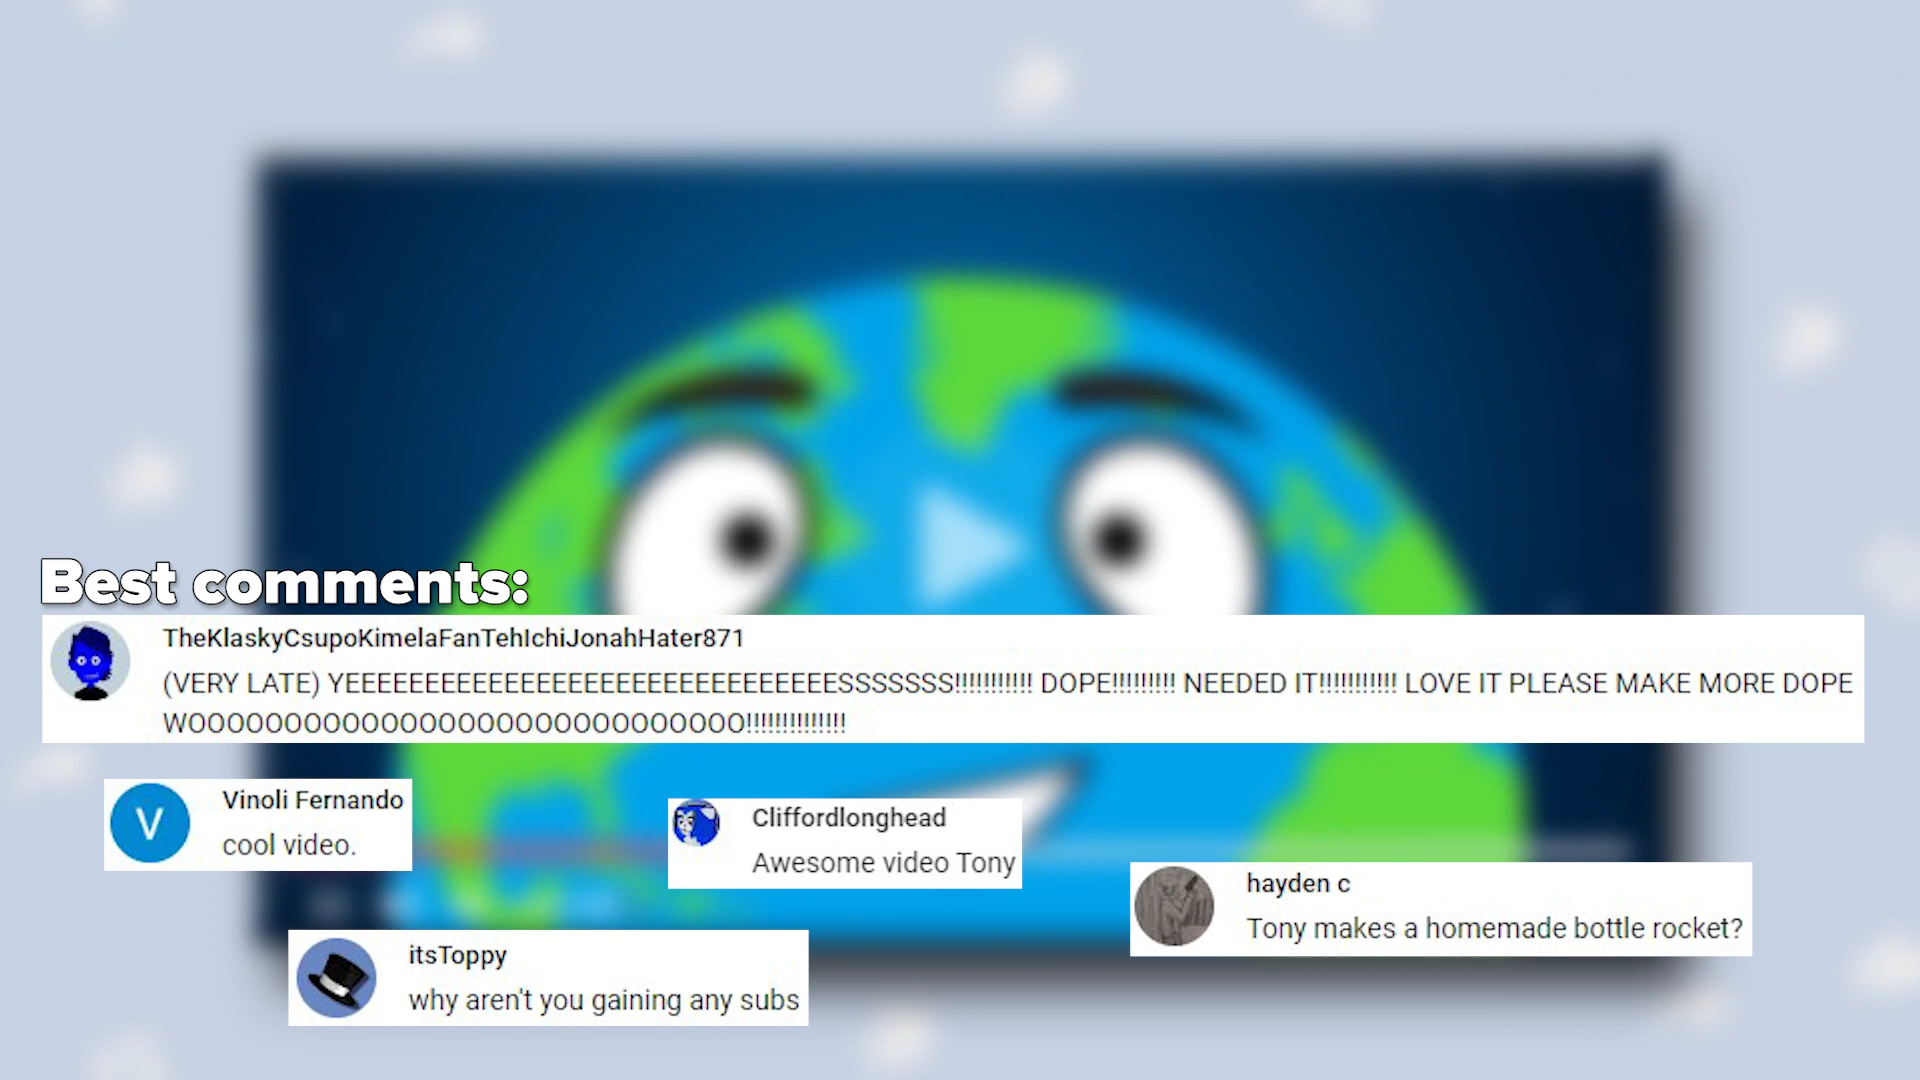 Best comments:
TheKlaskyCsupoKimelaFanTehIchiJonahHater871
(VERY LATE) YEEEEEEEEEEEEEEEEEEEEEEEEEEEEEEESSSSSSS!!!!!!!!!!! DOPE!!!!!!!!! NEEDED IT!!!!!!!!!!! LOVE IT PLEASE MAKE MORE DOPE
WOOOOOOOOOOOOOOOOOOOOOOOOOOOOO!!!!!!!!!!!!!!
V
Vinoli Fernando
cool video.
Cliffordlonghead
Awesome video Tony
hayden c
Tony makes a homemade bottle rocket?
itsToppy
why aren't you gaining any subs